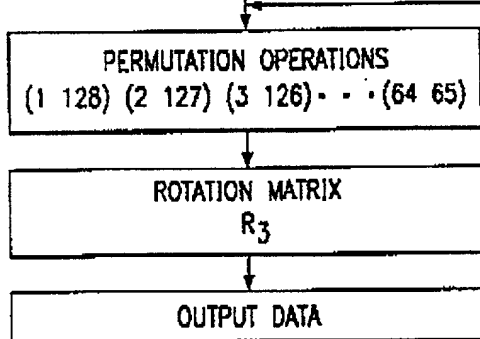 PERMUTATION OPERATIONS
(1 128) (2 127) (3 126) · · · (64 65)
ROTATION MATRIX
R3
OUTPUT DATA